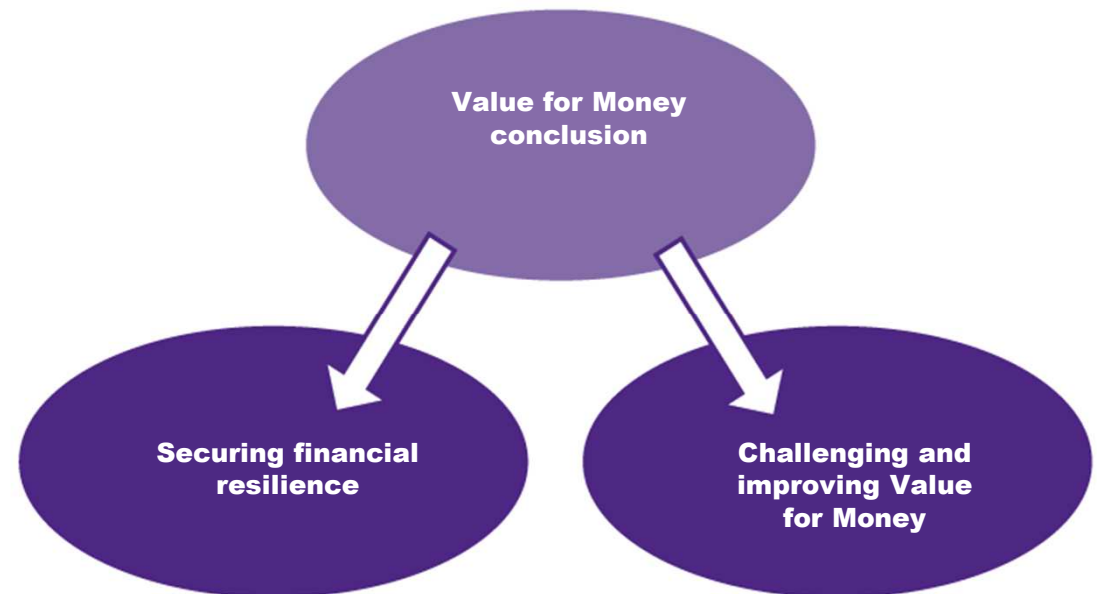 Value for Money
conclusion
Securing financial
resilience
Challenging and
improving Value
for Money